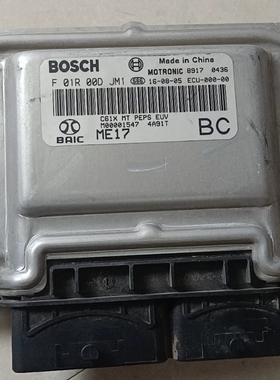 Made in China
BOSCH
MOTRONIC 8917 0436
F 01R 00D JM1
16-08-05 ECU-000-00
C61X MT PEPS EUV
M00001547 4A91T
BAIC
ME17
BC